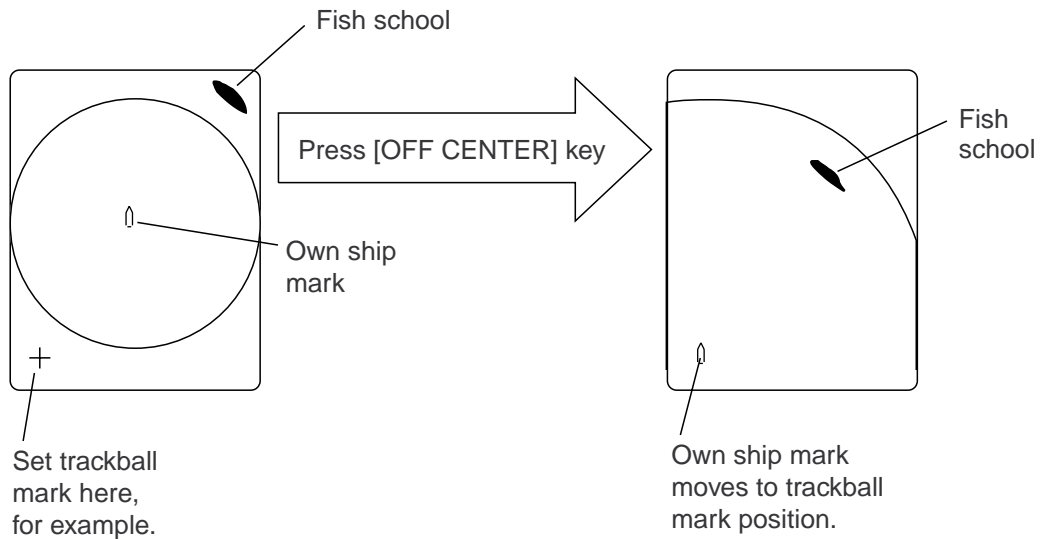 Fish school
Press [OFF CENTER] key
Fish
school
Own ship
mark
Set trackball
mark here,
for example.
Own ship mark
moves to trackball
mark position.